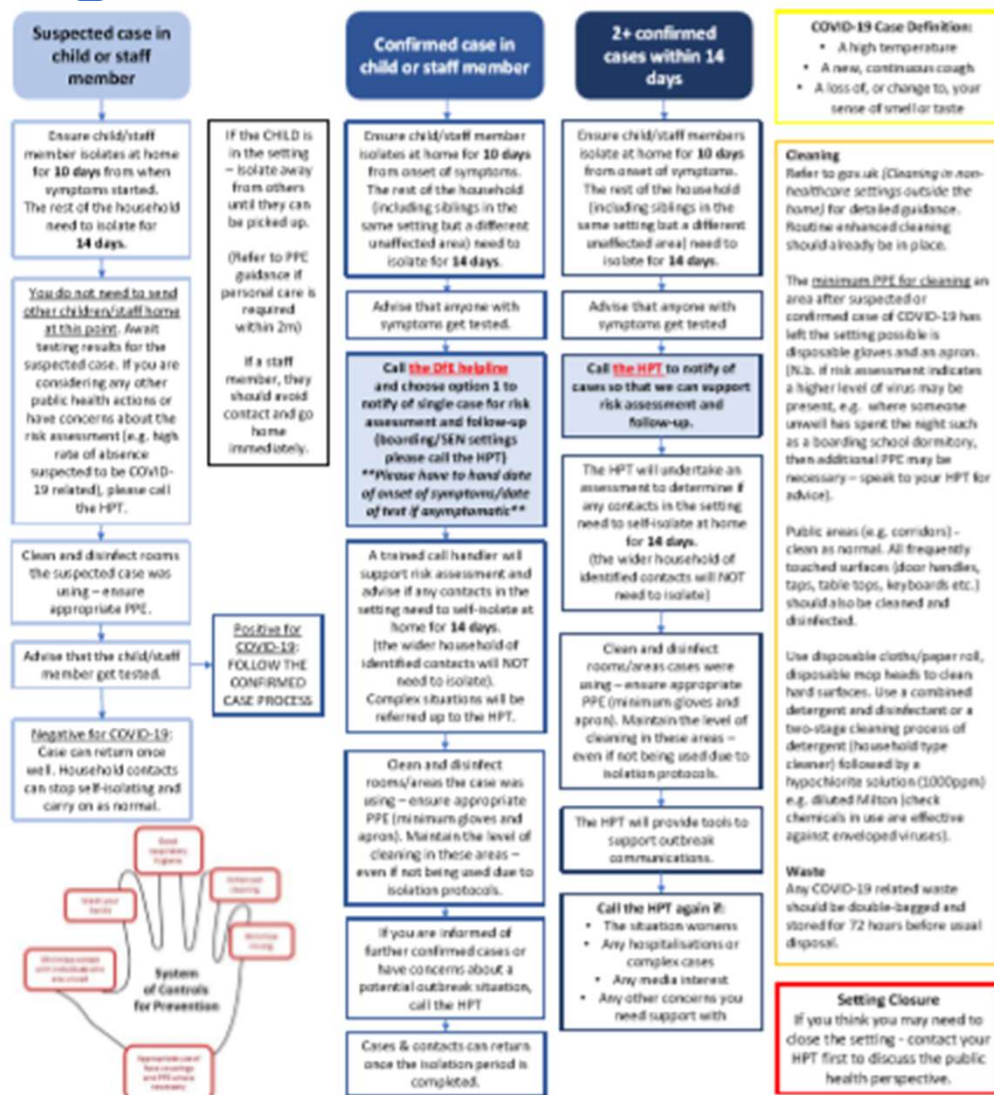 Suspected case in
child or staff
member
Ensure child/staff
member isolates at home
for 10 days from when
symptoms started.
The rest of the household
need to isolate for
14 days.
You do not need to send
other children/staff home
at this point. Await
testing results for the
suspected case. If you are
considering any other
public health actions or
have concerns about the
risk assessment (e.g. high
rate of absence
suspected to be COVID-
19 related), please call
the HPT.
Clean and disinfect rooms
the suspected case was
using – ensure
appropriate PPE.
Advise that the child/staff
member get tested.
Negative for COVID-19:
Case can return once
well. Household contacts
can stop self-isolating and
carry on as normal.
IF the CHILD is
in the setting
– isolate away
from others
until they can
be picked up.
(Refer to PPE
guidance if
personal care is
required
within 2m)
If a staff
member, they
should avoid
contact and go
home
immediately.
Positive for
COVID-19:
FOLLOW THE
CONFIRMED
CASE PROCESS
Good
respiratory
hygiene
Enhanced
cleaning
Wash your
hands
Minimise
mixing
Minimise contact
with individuals who
are unwell
System
of Controls
for Prevention
Appropriate use of
face coverings
and PPE where
necessary
Confirmed case in
child or staff member
Ensure child/staff member
isolates at home for 10 days
from onset of symptoms.
The rest of the household
(including siblings in the
same setting but a different
unaffected area) need to
isolate for 14 days.
Advise that anyone with
symptoms get tested.
Call the DfE helpline
and choose option 1 to
notify of single case for risk
assessment and follow-up
(boarding/SEN settings
please call the HPT)
**Please have to hand date
of onset of symptoms/date
of test if asymptomatic**
A trained call handler will
support risk assessment and
advise if any contacts in the
setting need to self-isolate at
home for 14 days.
(the wider household of
identified contacts will NOT
need to isolate).
Complex situations will be
referred up to the HPT.
Clean and disinfect
rooms/areas the case was
using – ensure appropriate
PPE (minimum gloves and
apron). Maintain the level of
cleaning in these areas –
even if not being used due to
isolation protocols.
If you are informed of
further confirmed cases or
have concerns about a
potential outbreak situation,
call the HPT
Cases & contacts can return
once the isolation period is
completed.
2+ confirmed
cases within 14
days
Ensure child/staff members
isolate at home for 10 days
from onset of symptoms.
The rest of the household
(including siblings in the
same setting but a different
unaffected area) need to
isolate for 14 days.
Advise that anyone with
symptoms get tested
Call the HPT to notify of
cases so that we can support
risk assessment and
follow-up.
The HPT will undertake an
assessment to determine if
any contacts in the setting
need to self-isolate at home
for 14 days.
(the wider household of
identified contacts will NOT
need to isolate)
Clean and disinfect
rooms/areas cases were
using – ensure appropriate
PPE (minimum gloves and
apron). Maintain the level
of cleaning in these areas –
even if not being used due to
isolation protocols.
The HPT will provide tools to
support outbreak
communications.
Call the HPT again if:
• The situation worsens
• Any hospitalisations or
complex cases
• Any media interest
• Any other concerns you
need support with
COVID-19 Case Definition:
• A high temperature
• A new, continuous cough
• A loss of, or change to, your
sense of smell or taste
Cleaning
Refer to gov.uk (Cleaning in non-
healthcare settings outside the
home) for detailed guidance.
Routine enhanced cleaning
should already be in place.
The minimum PPE for cleaning an
area after suspected or
confirmed case of COVID-19 has
left the setting possible is
disposable gloves and an apron.
(N.b. if risk assessment indicates
a higher level of virus may be
present, e.g. where someone
unwell has spent the night such
as a boarding school dormitory,
then additional PPE may be
necessary – speak to your HPT for
advice).
Public areas (e.g. corridors) -
clean as normal. All frequently
touched surfaces (door handles,
taps, table tops, keyboards etc.)
should also be cleaned and
disinfected.
Use disposable cloths/paper roll,
disposable mop heads to clean
hard surfaces. Use a combined
detergent and disinfectant or a
two-stage cleaning process of
detergent (household type
cleaner) followed by a
hypochlorite solution (1000ppm)
e.g. diluted Milton (check
chemicals in use are effective
against enveloped viruses).
Waste
Any COVID-19 related waste
should be double-bagged and
stored for 72 hours before usual
disposal.
Setting Closure
If you think you may need to
close the setting - contact your
HPT first to discuss the public
health perspective.